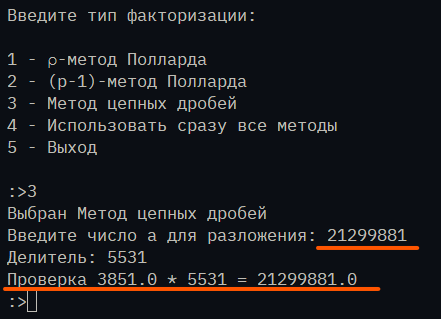 Введите тип факторизации:
1 - ρ-метод Полларда
2 - (p-1)-метод Полларда
3 - Метод цепных дробей
4 - Использовать сразу все методы
5 - Выход
:>3
Выбран Метод цепных дробей
Введите число a для разложения: 21299881
Делитель: 5531
Проверка 3851.0 * 5531 = 21299881.0
:>